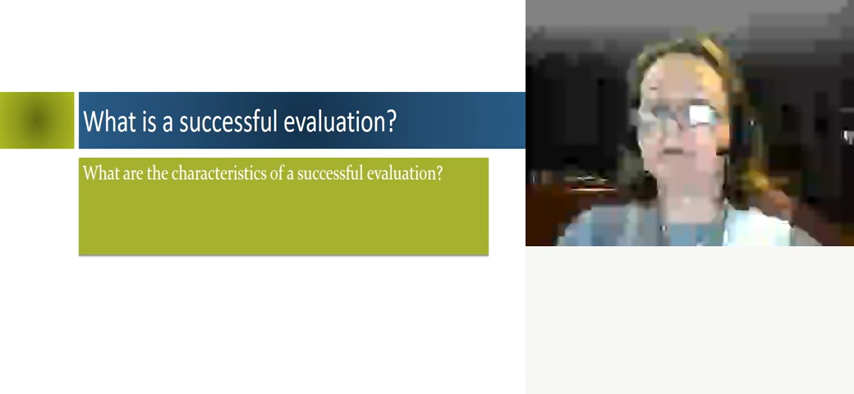 What is a successful evaluation?
What are the characteristics of a successful evaluation?